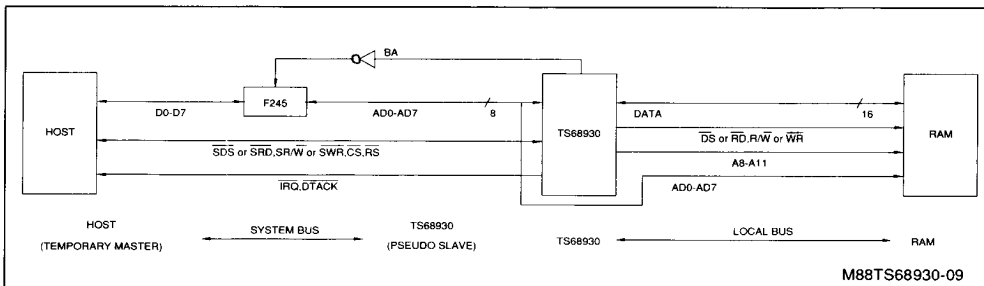 BA
F245
D0-D7
AD0-AD7
8
HOST
TS68930
DATA
16
RAM
SDS or SRD,SR/W or SWR,CS,RS
DS or RD,R/W or WR
A8-A11
IRQ,DTACK
AD0-AD7
HOST
(TEMPORARY MASTER)
SYSTEM BUS
TS68930
(PSEUDO SLAVE)
TS68930
LOCAL BUS
RAM
M88TS68930-09